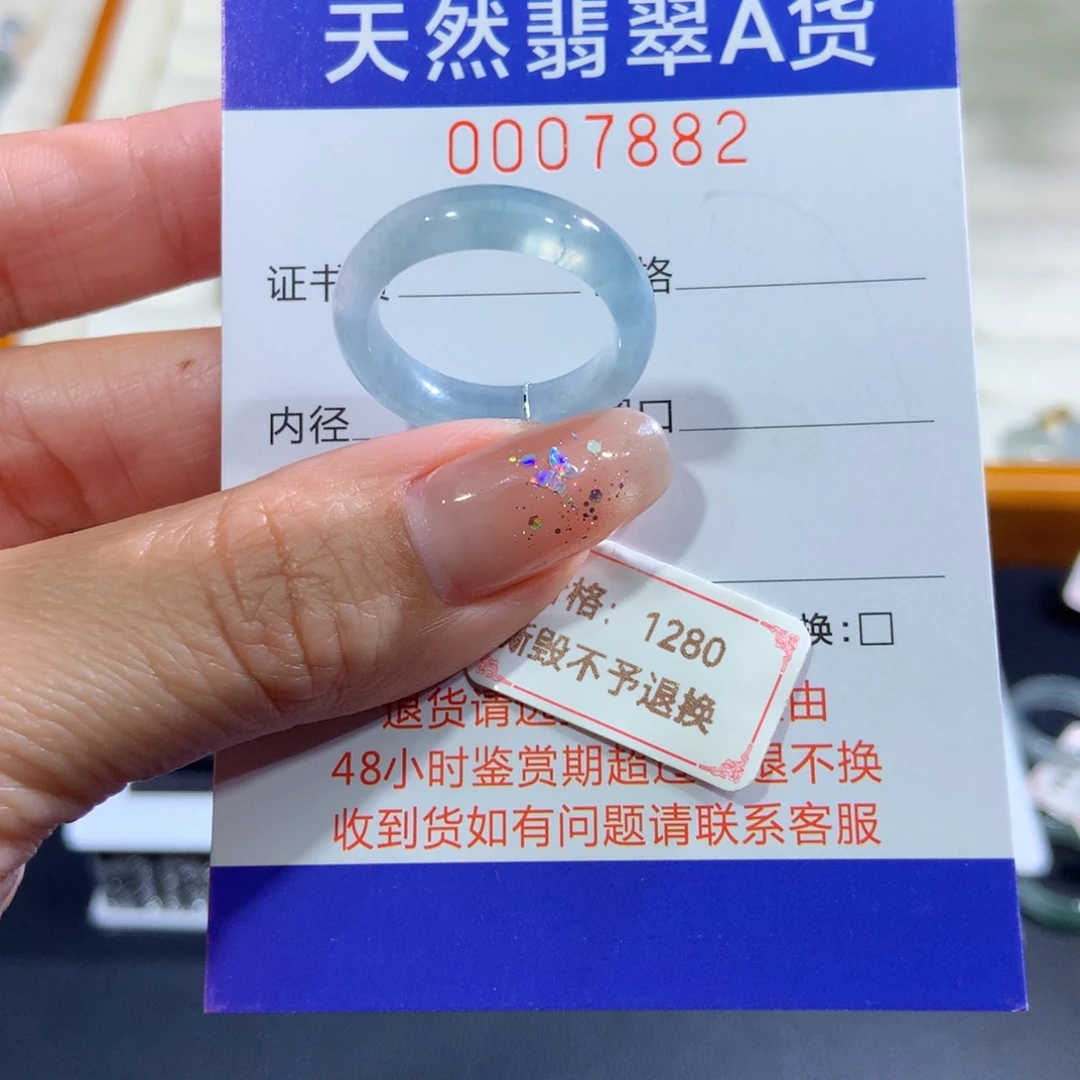 天然翡翠A货
0007882
证书 格
内径 口
格：1280
撕毁不予退换
换：□
退货请 由
48小时鉴赏期超 退不换
收到货如有问题请联系客服